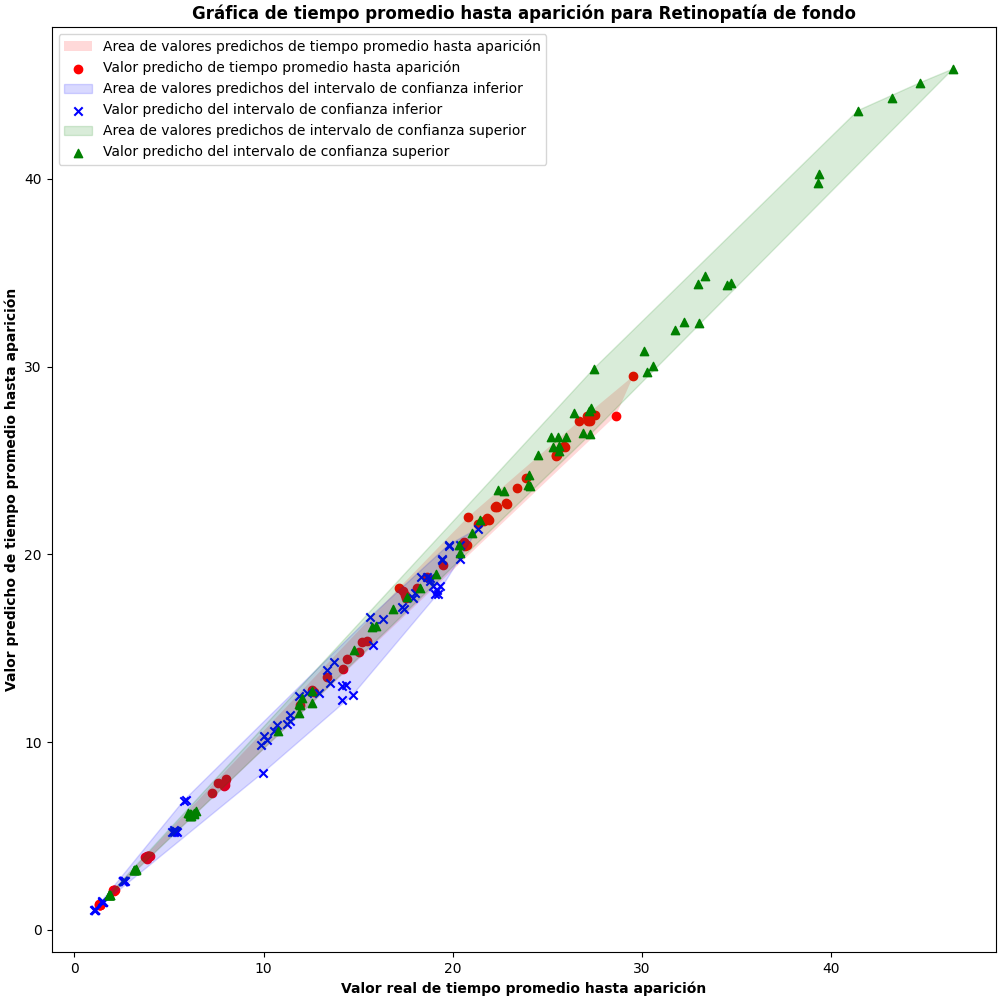 Gráfica de tiempo promedio hasta aparición para Retinopatía de fondo
Area de valores predichos de tiempo promedio hasta aparición
Valor predicho de tiempo promedio hasta aparición
Area de valores predichos del intervalo de confianza inferior
Valor predicho del intervalo de confianza inferior
Area de valores predichos de intervalo de confianza superior
Valor predicho del intervalo de confianza superior
Valor predicho de tiempo promedio hasta aparición
40
30
20
10
0
0 10 20 30 40
Valor real de tiempo promedio hasta aparición